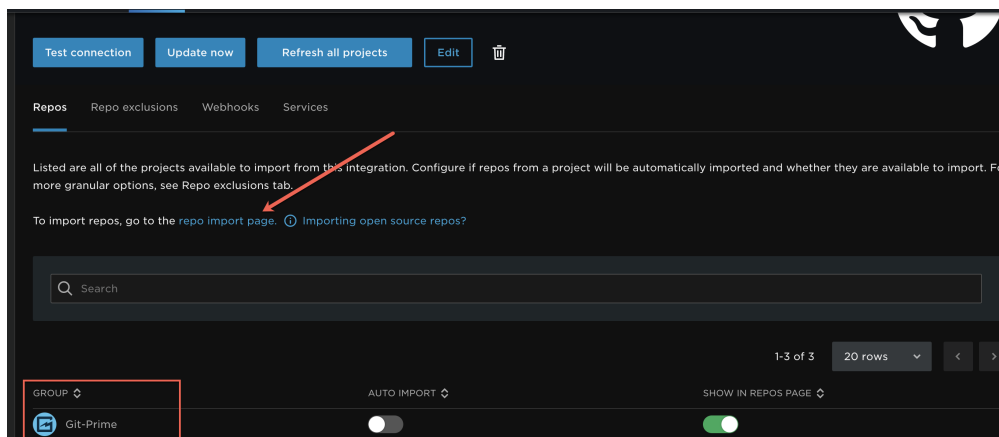 Test connection Update now Refresh all projects Edit
Repos Repo exclusions Webhooks Services
Listed are all of the projects available to import from this integration. Configure if repos from a project will be automatically imported and whether they are available to import.
more granular options, see Repo exclusions tab.
To import repos, go to the repo import page. Importing open source repos?
Search
1-3 of 3 20 rows
GROUP AUTO IMPORT SHOW IN REPOS PAGE
Git-Prime